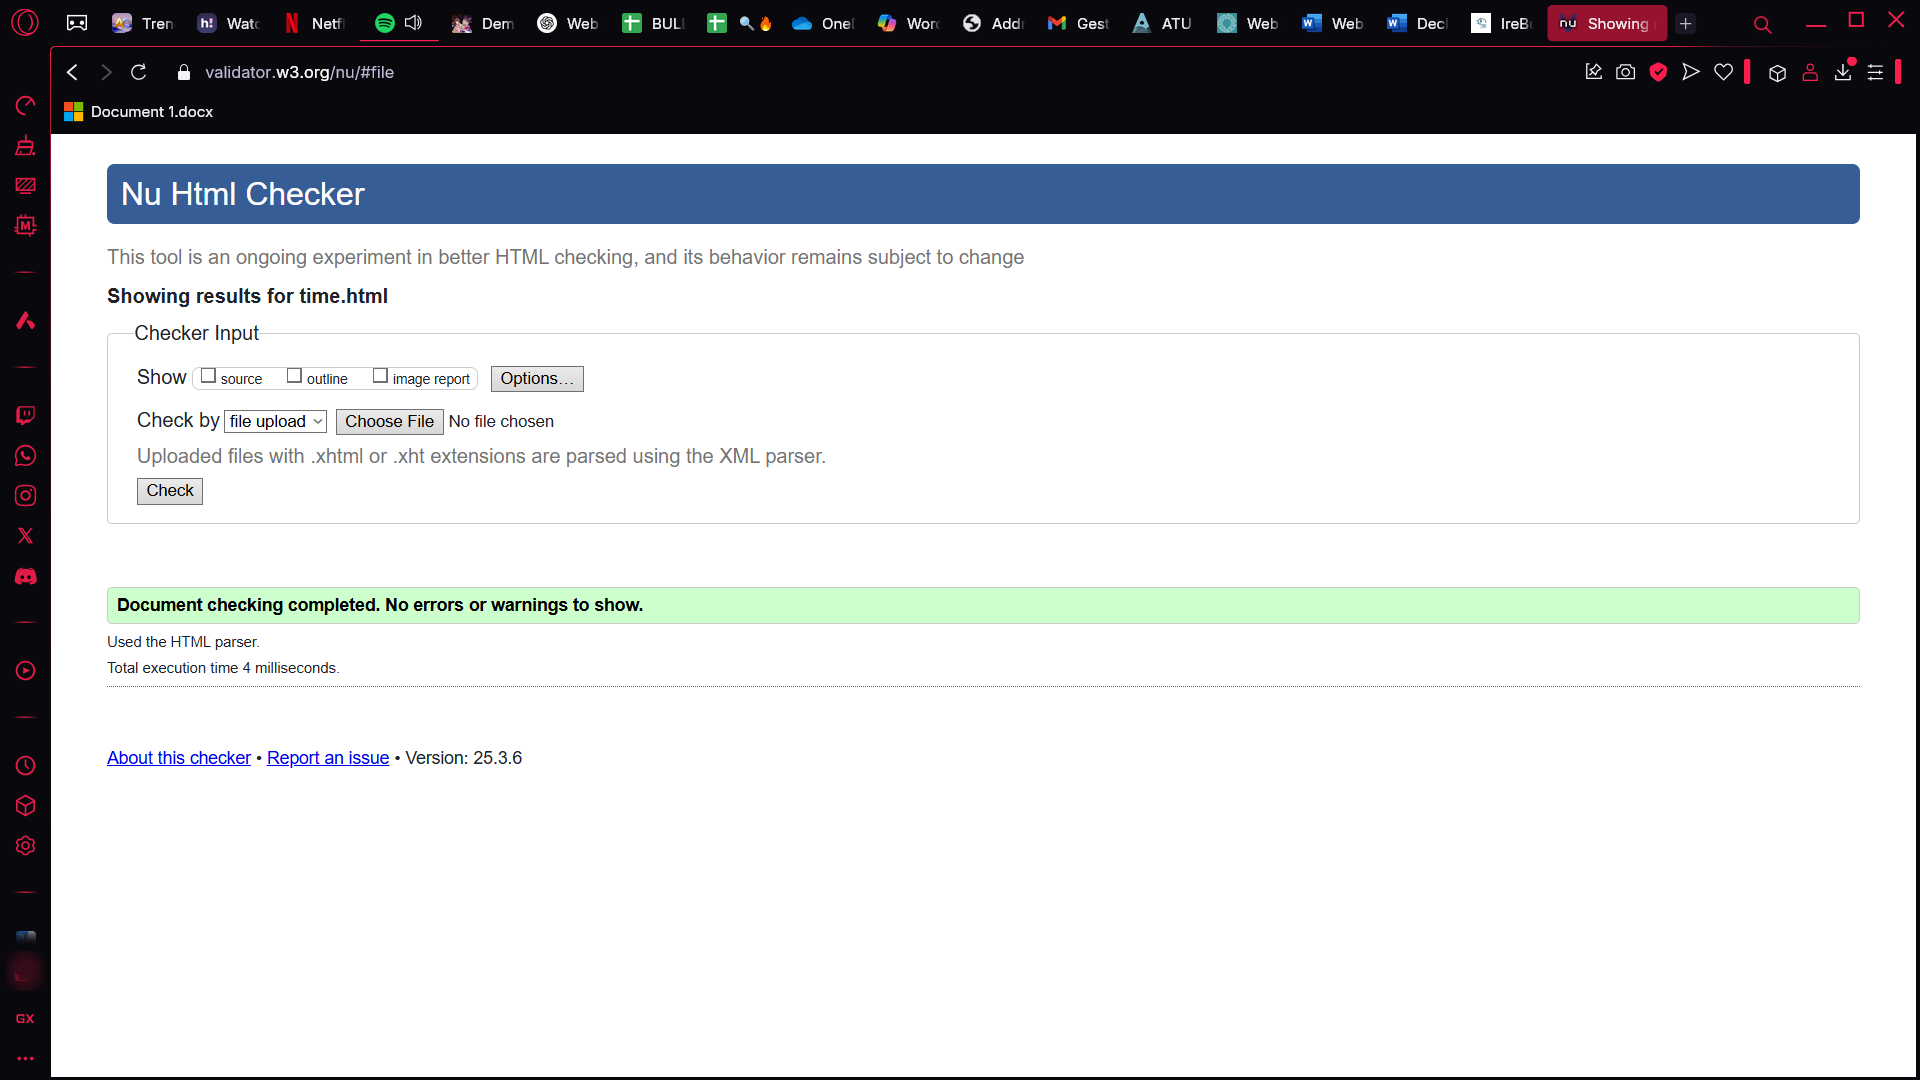 Tren
h! Watc
Netfl
Dem
Web
BUL
Onel
Word
Addr
Gest
ATU
Web
Web
Decl
IreBu
nu Showing
validator.w3.org/nu/#file
Document 1.docx
Nu Html Checker
This tool is an ongoing experiment in better HTML checking, and its behavior remains subject to change
Showing results for time.html
Checker Input
Show source outline image report Options...
Check by file upload Choose File No file chosen
Uploaded files with .xhtml or .xht extensions are parsed using the XML parser.
Check
Document checking completed. No errors or warnings to show.
Used the HTML parser.
Total execution time 4 milliseconds.
About this checker • Report an issue • Version: 25.3.6
M
GX